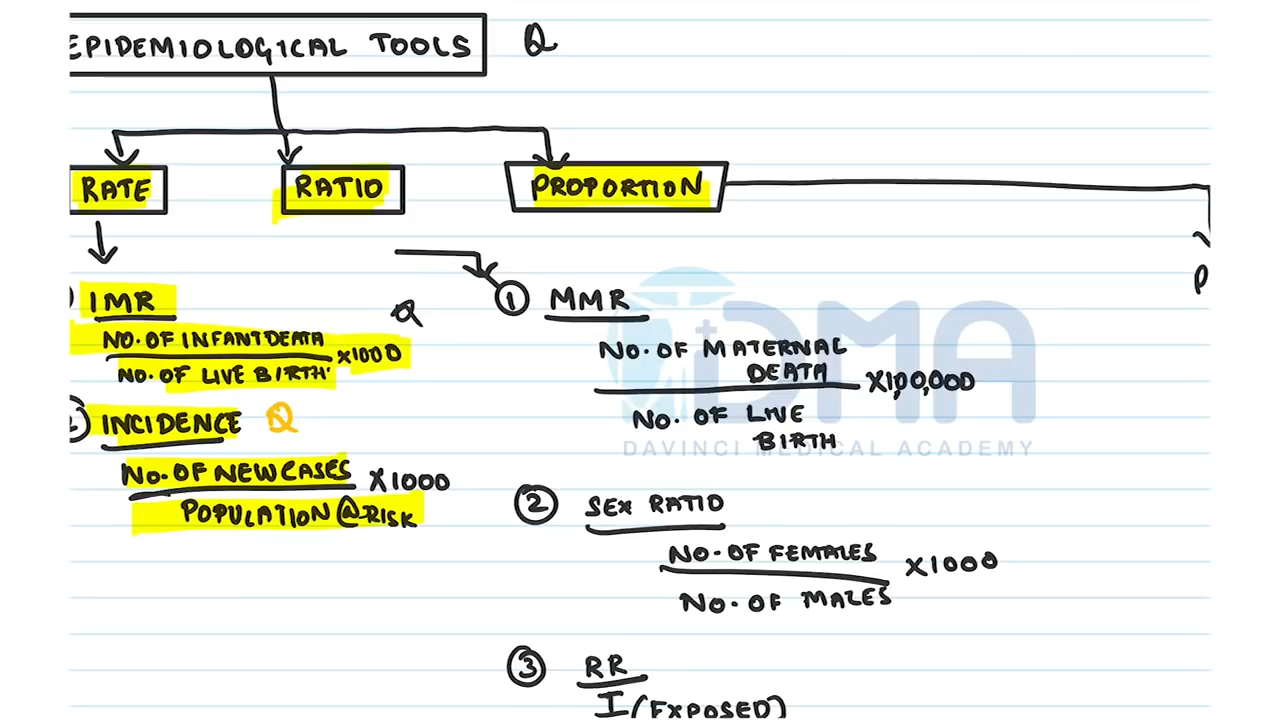 EPIDEMIOLOGICAL TOOLS Q
RATE RATIO PROPORTION
IMR
NO. OF INFANT DEATH
NO. OF LIVE BIRTH
X1000
Q
INCIDENCE Q
NO. OF NEW CASES
POPULATION @ RISK
X1000
① MMR
NO. OF MATERNAL
DEATH
NO. OF LIVE
BIRTH
X1,00,000
② SEX RATIO
NO. OF FEMALES
NO. OF MALES
X1000
③ RR
I (EXPOSED)
P
DMA
DAVINCI MEDICAL ACADEMY